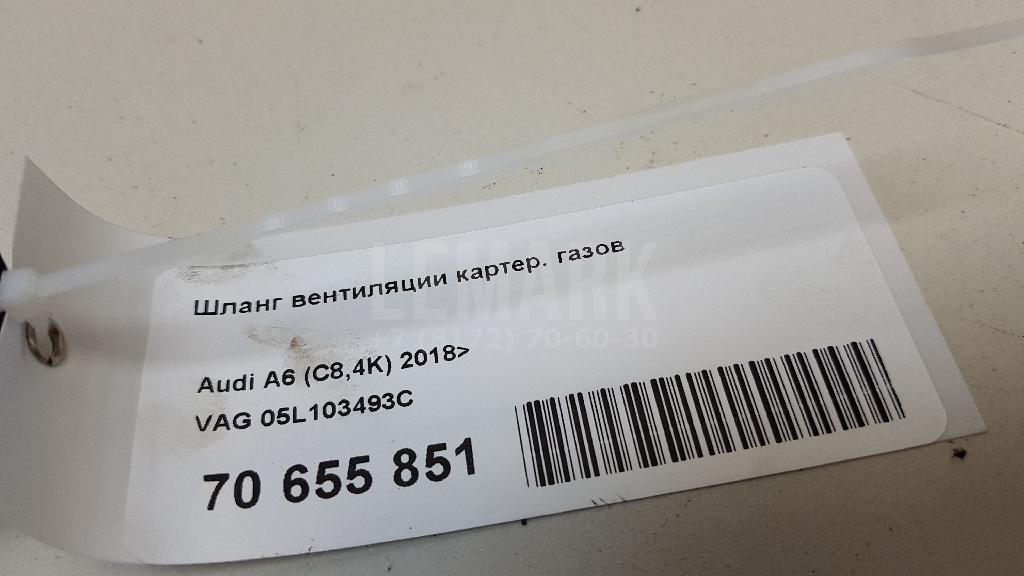 LEMARK
+7 (8172) 70-60-30
Шланг вентиляции картер. газов
Audi A6 (C8,4K) 2018>
VAG 05L103493C
70 655 851